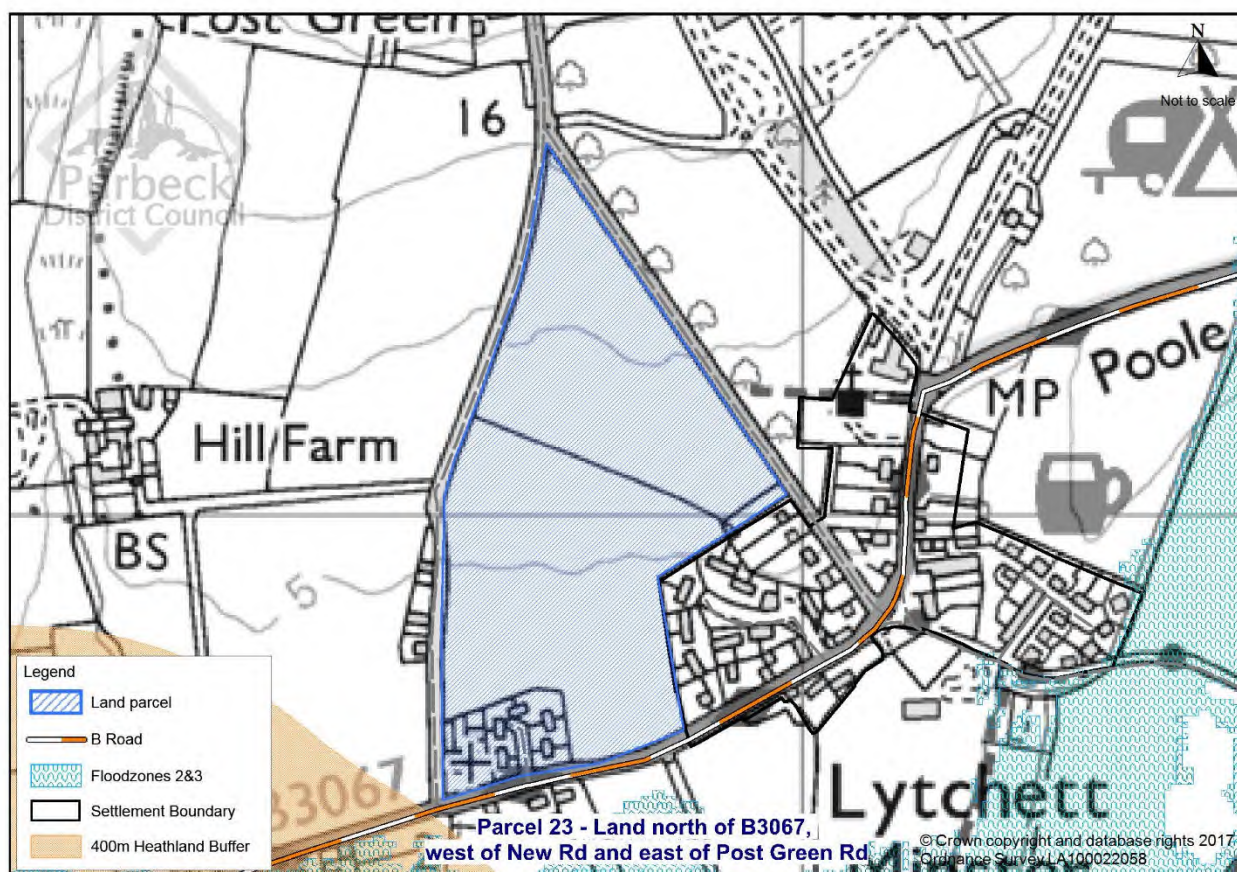 Post Green
N
Not to scale
16
Purbeck
District Council
Poole
MP
Hill Farm
BS
5
Legend
Land parcel
B Road
Floodzones 2&3
Settlement Boundary
400m Heathland Buffer
B3067
Lytchett
Parcel 23 - Land north of B3067,
west of New Rd and east of Post Green Rd
© Crown copyright and database rights 2017
Ordnance Survey LA100022058